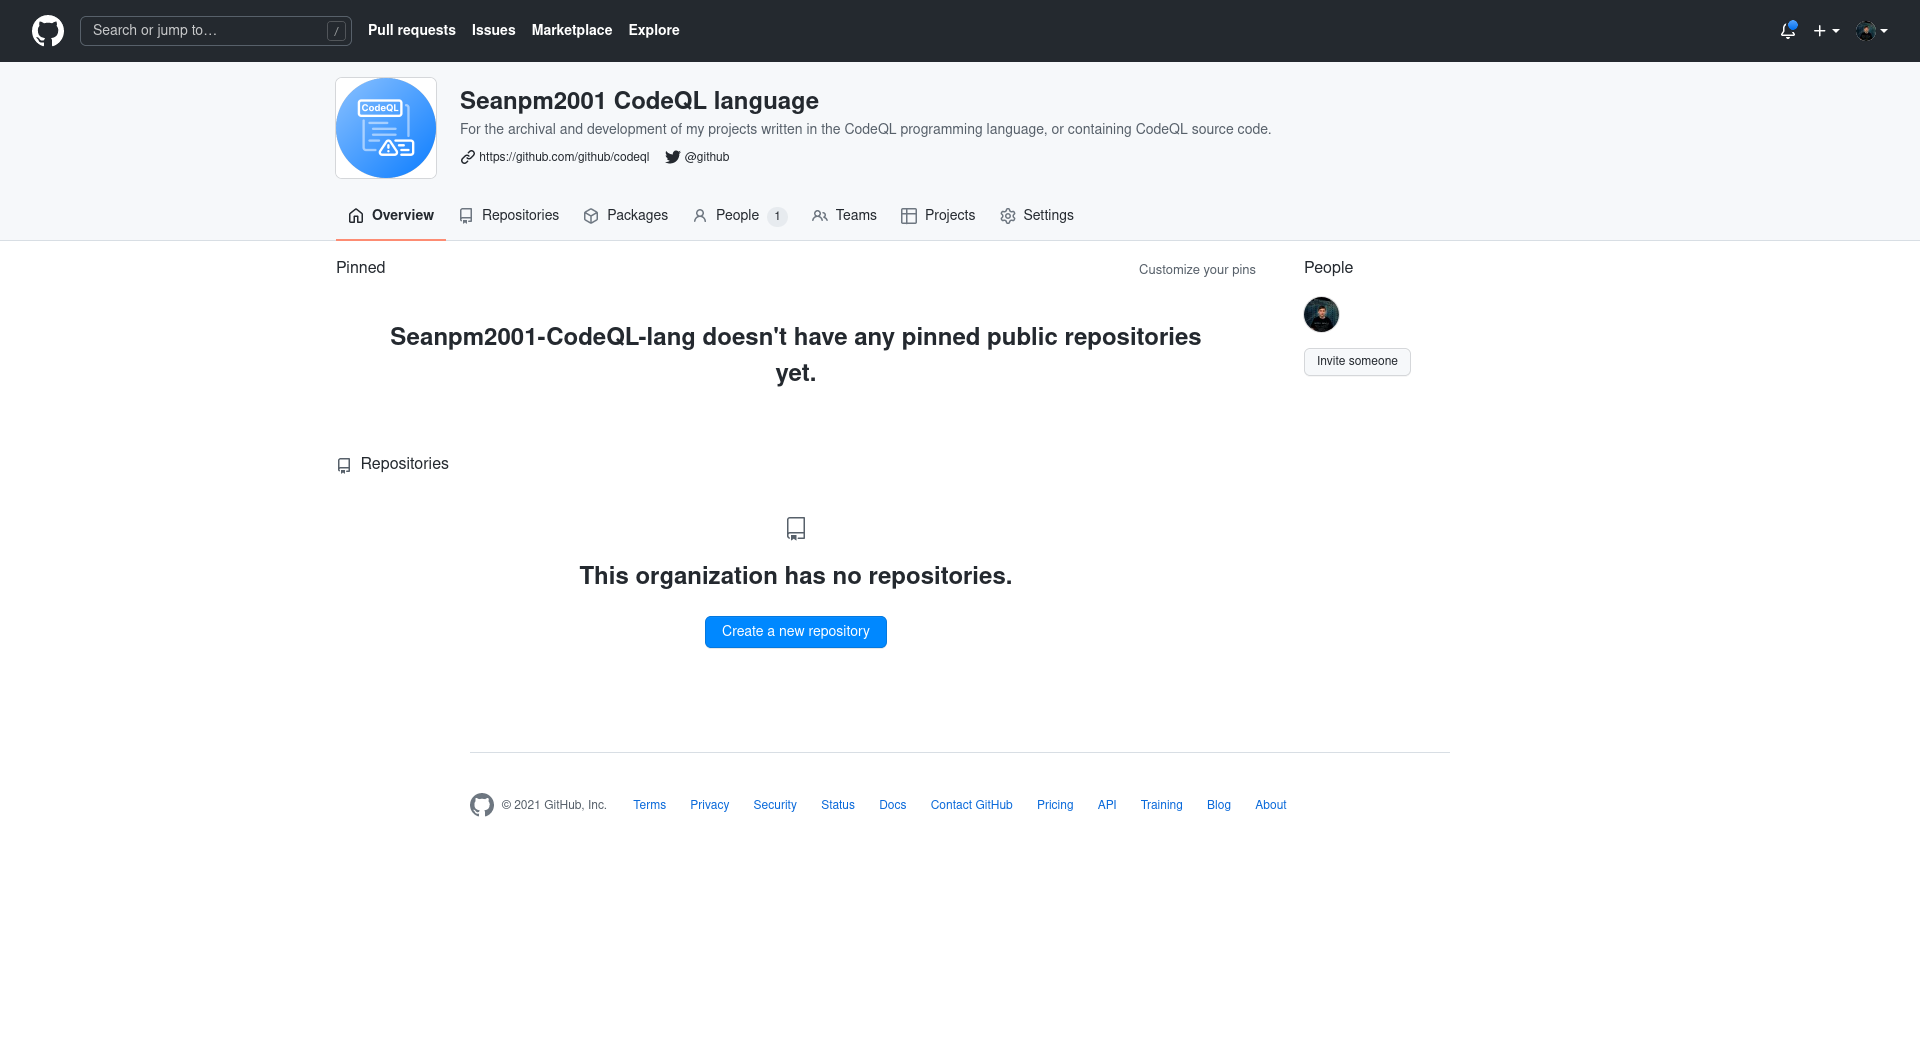 Search or jump to…
/
Pull requests
Issues
Marketplace
Explore
CodeQL
Seanpm2001 CodeQL language
For the archival and development of my projects written in the CodeQL programming language, or containing CodeQL source code.
https://github.com/github/codeql
@github
Overview
Repositories
Packages
People 1
Teams
Projects
Settings
Pinned
Customize your pins
Seanpm2001-CodeQL-lang doesn't have any pinned public repositories
yet.
People
Invite someone
Repositories
This organization has no repositories.
Create a new repository
© 2021 GitHub, Inc.
Terms
Privacy
Security
Status
Docs
Contact GitHub
Pricing
API
Training
Blog
About